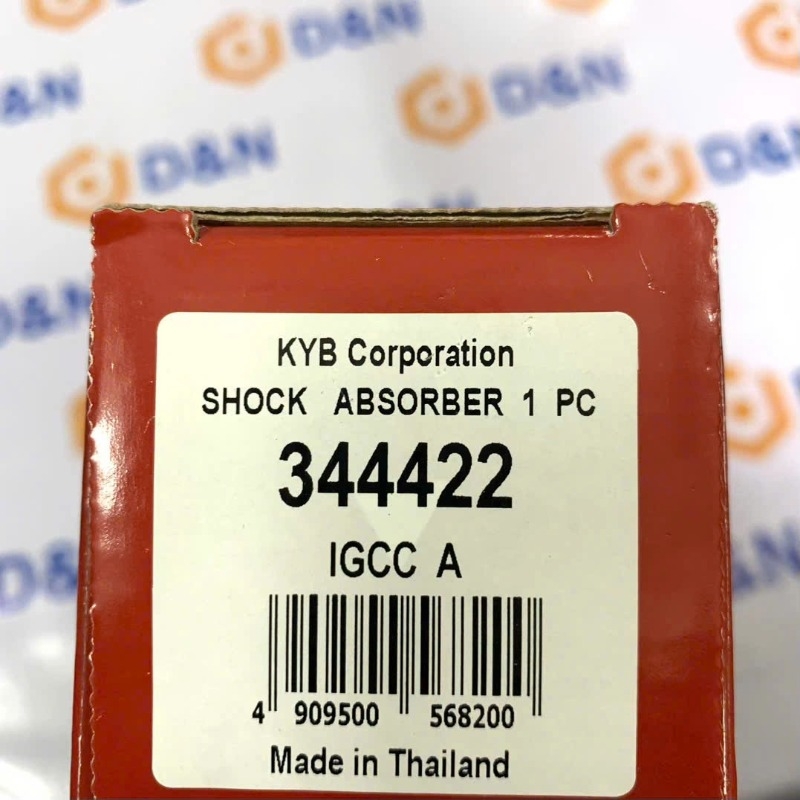 D&N
D&N
D&N
D&N
D&N
D&N
D&N
D&N
KYB Corporation
SHOCK ABSORBER 1 PC
344422
IGCC A
4 909500 568200
Made in Thailand